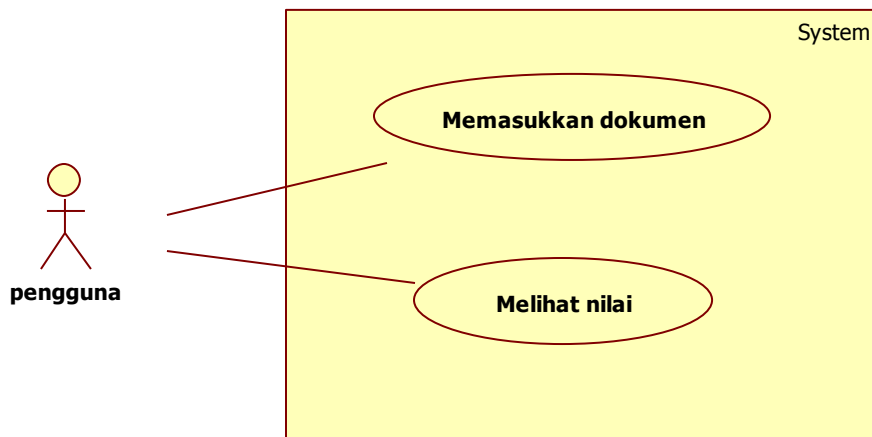 System
Memasukkan dokumen
pengguna
Melihat nilai